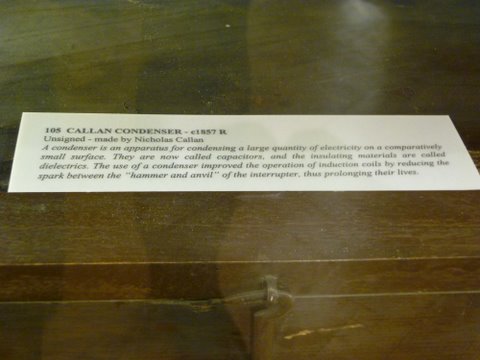 105 CALLAN CONDENSER - c1857 R
Unsigned - made by Nicholas Callan
A condenser is an apparatus for condensing a large quantity of electricity on a comparatively
small surface. They are now called capacitors, and the insulating materials are called
dielectrics. The use of a condenser improved the operation of induction coils by reducing the
spark between the "hammer and anvil" of the interrupter, thus prolonging their lives.